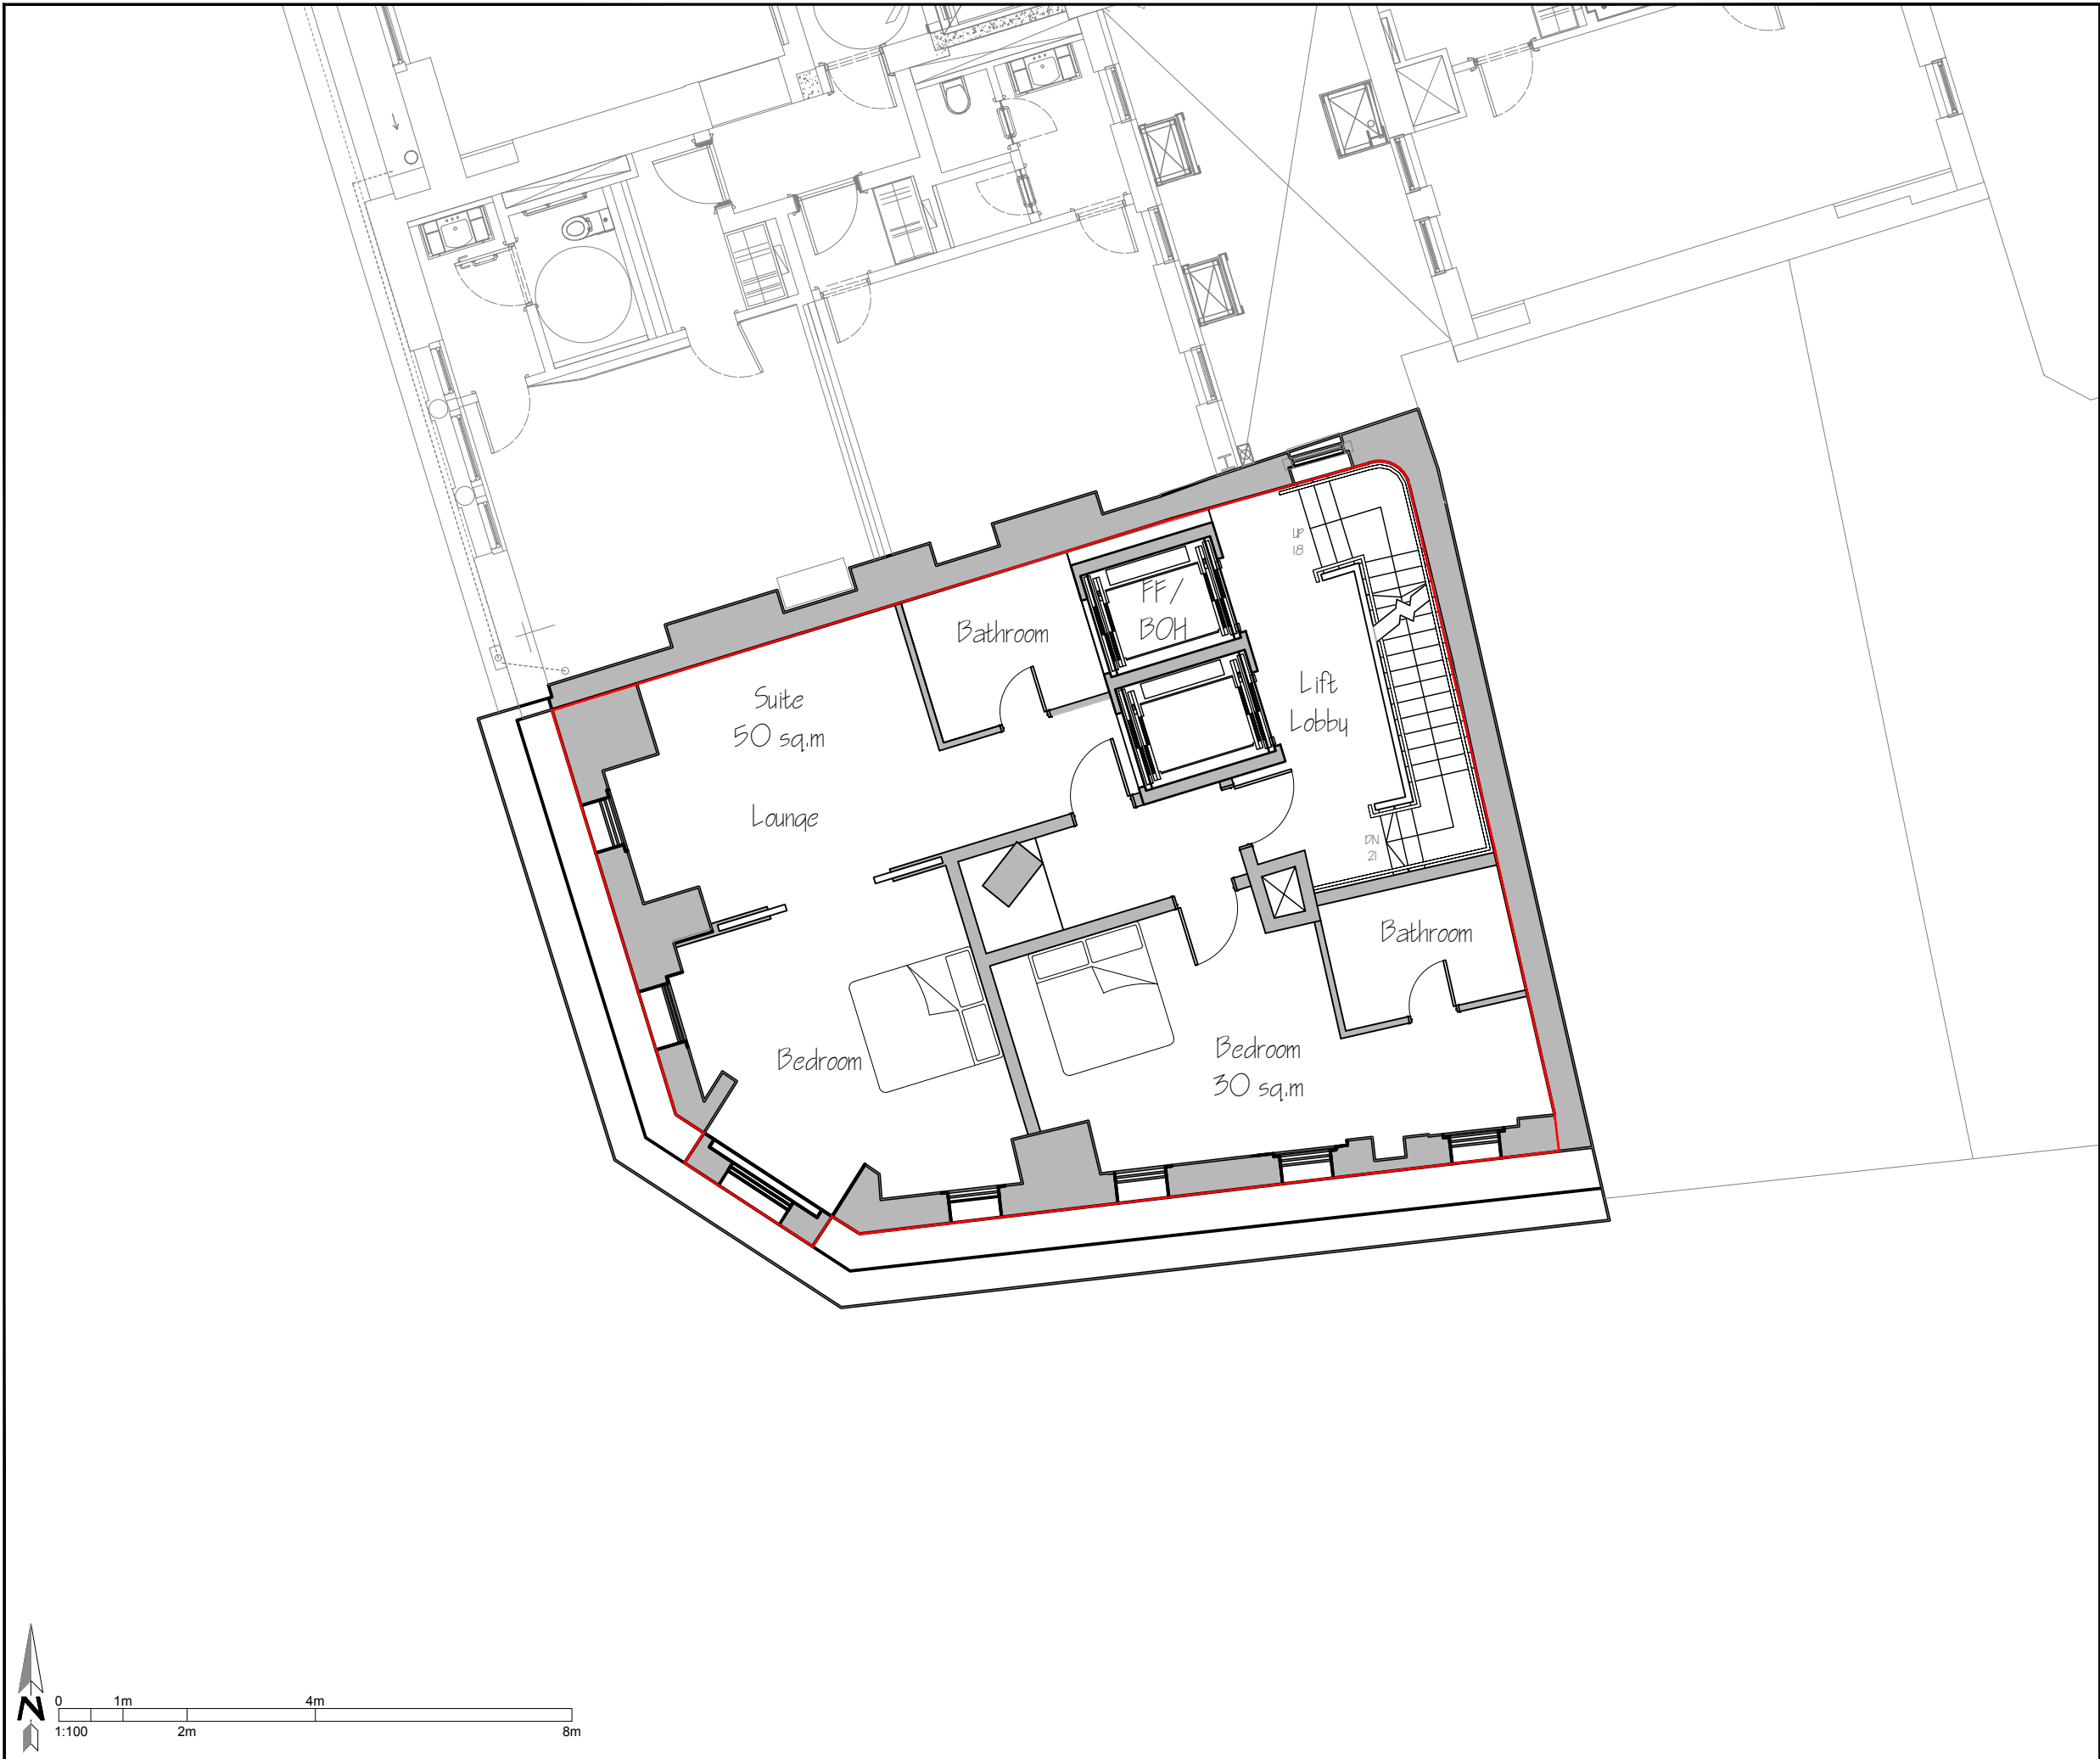 UP
18
FF/
BOH
Bathroom
Lift
Lobby
Suite
50 sq.m
Lounge
DN
21
Bathroom
Bedroom
30 sq.m
Bedroom
N
0 1m 4m
1:100 2m 8m